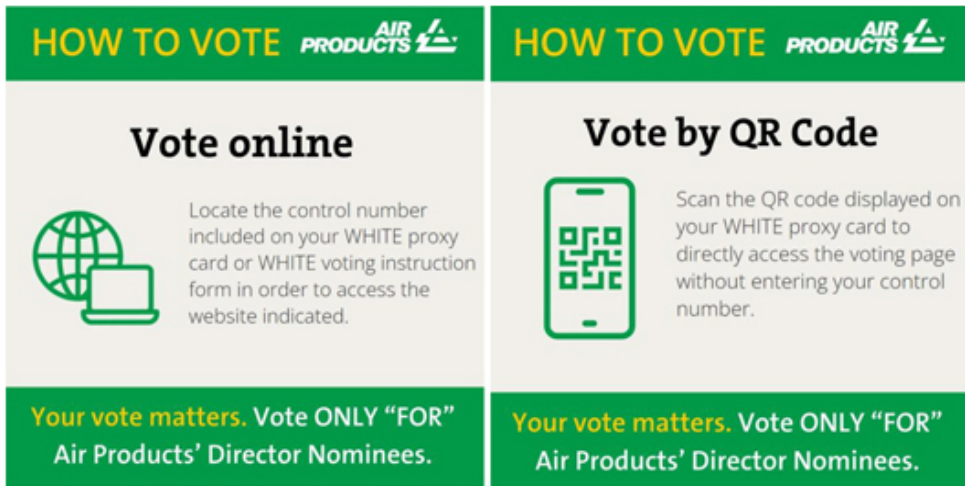 HOW TO VOTE
AIR
PRODUCTS
Vote online
Locate the control number
included on your WHITE proxy
card or WHITE voting instruction
form in order to access the
website indicated.
Your vote matters. Vote ONLY “FOR”
Air Products’ Director Nominees.
HOW TO VOTE
AIR
PRODUCTS
Vote by QR Code
Scan the QR code displayed on
your WHITE proxy card to
directly access the voting page
without entering your control
number.
Your vote matters. Vote ONLY “FOR”
Air Products’ Director Nominees.